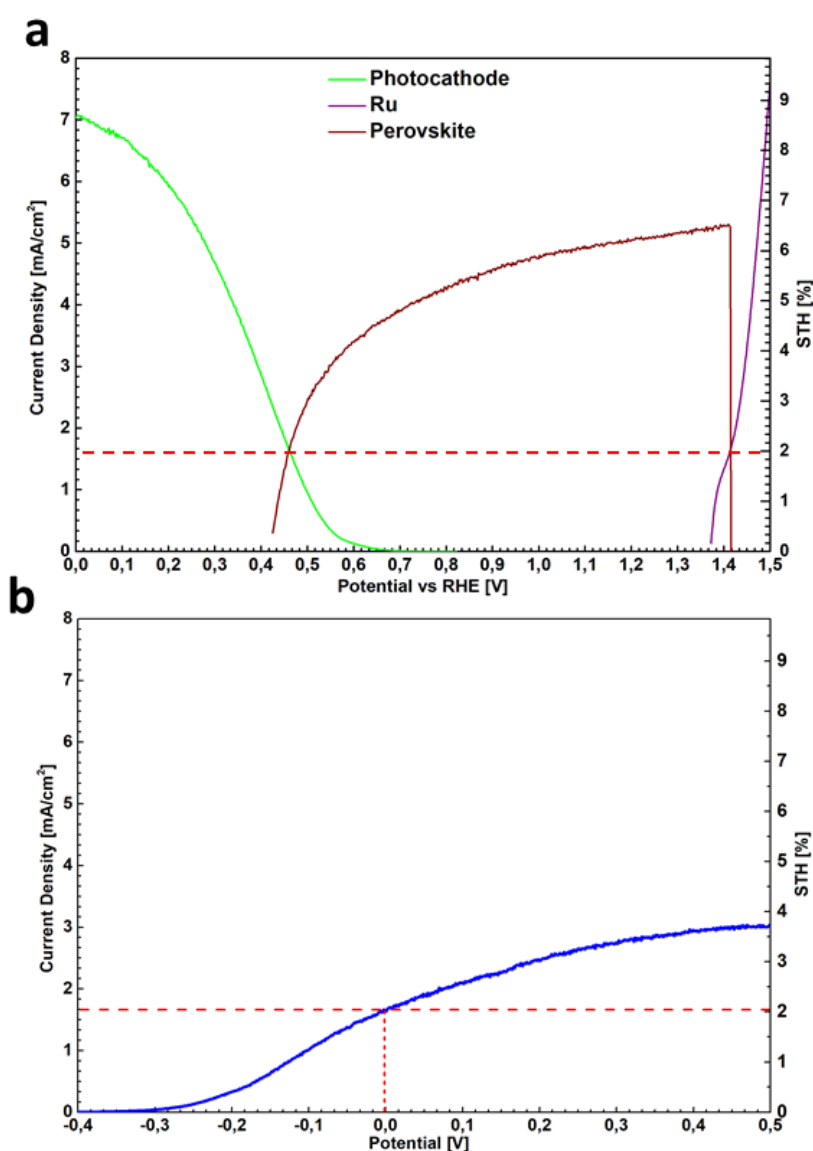 a
Photocathode
Ru
Perovskite
Current Density [mA/cm²]
8
7
6
5
4
3
2
1
0
STH [%]
9
8
7
6
5
4
3
2
1
0
0,0 0,1 0,2 0,3 0,4 0,5 0,6 0,7 0,8 0,9 1,0 1,1 1,2 1,3 1,4 1,5
Potential vs RHE [V]
b
Current Density [mA/cm²]
8
7
6
5
4
3
2
1
0
STH [%]
9
8
7
6
5
4
3
2
1
0
-0,4 -0,3 -0,2 -0,1 0,0 0,1 0,2 0,3 0,4 0,5
Potential [V]